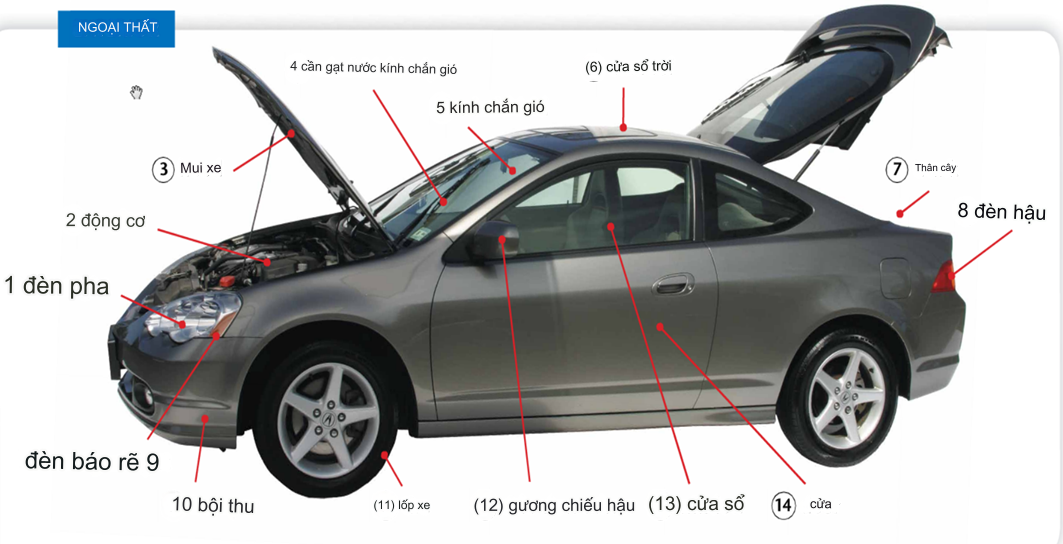 NGOẠI THẤT
4 cần gạt nước kính chắn gió
(6) cửa sổ trời
5 kính chắn gió
3 Mui xe
7 Thân cây
2 động cơ
8 đèn hậu
1 đèn pha
đèn báo rẽ 9
10 bội thu
(11) lốp xe
(12) gương chiếu hậu
(13) cửa sổ
14 cửa